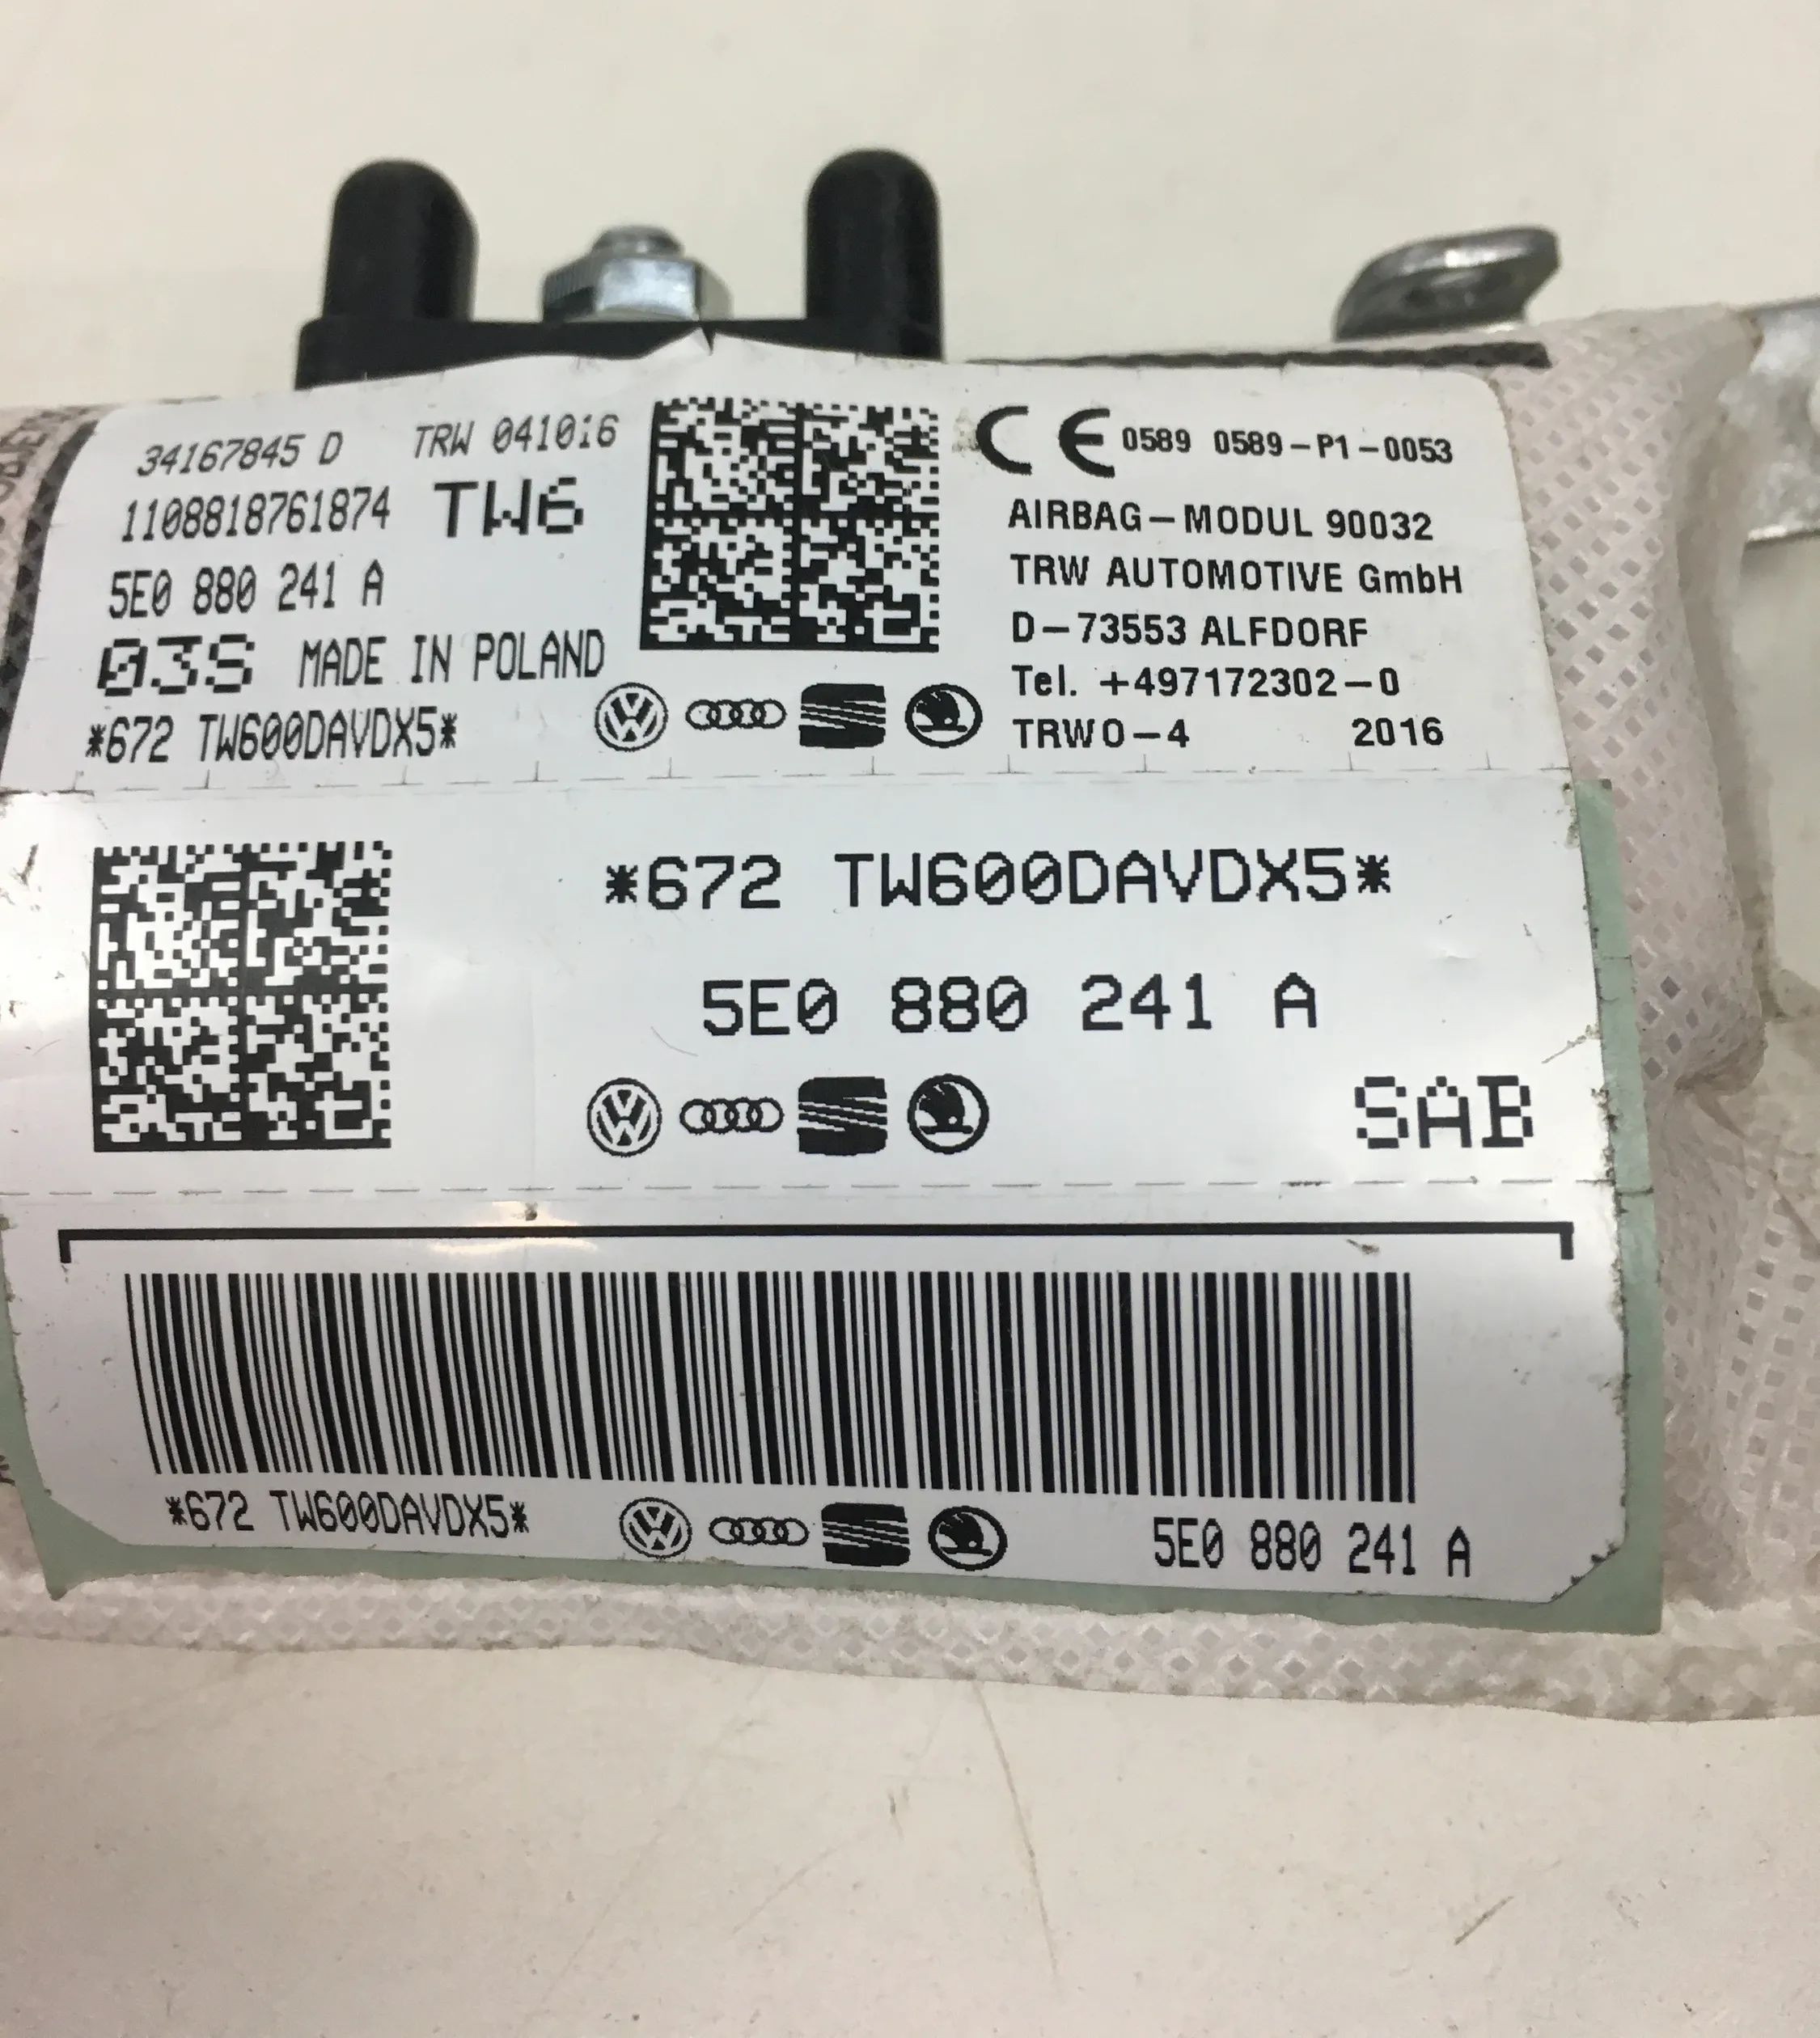 34167845 D TRW 041016
1108818761874 TW6
5E0 880 241 A
03S MADE IN POLAND
*672 TW600DAVDX5*
CE 0589 0589-P1-0053
AIRBAG-MODUL 90032
TRW AUTOMOTIVE GmbH
D-73553 ALFDORF
Tel. +497172302-0
TRWO-4 2016
*672 TW600DAVDX5*
5E0 880 241 A
SAB
*672 TW600DAVDX5*
5E0 880 241 A